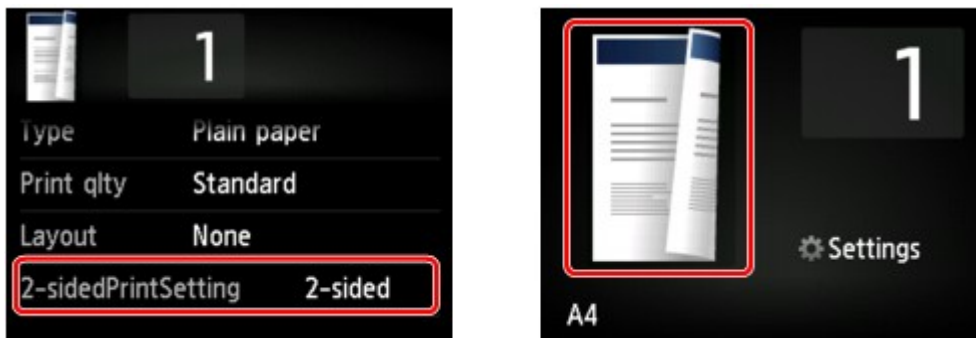 1
Type Plain paper
Print qlty Standard
Layout None
2-sidedPrintSetting 2-sided
1
Settings
A4